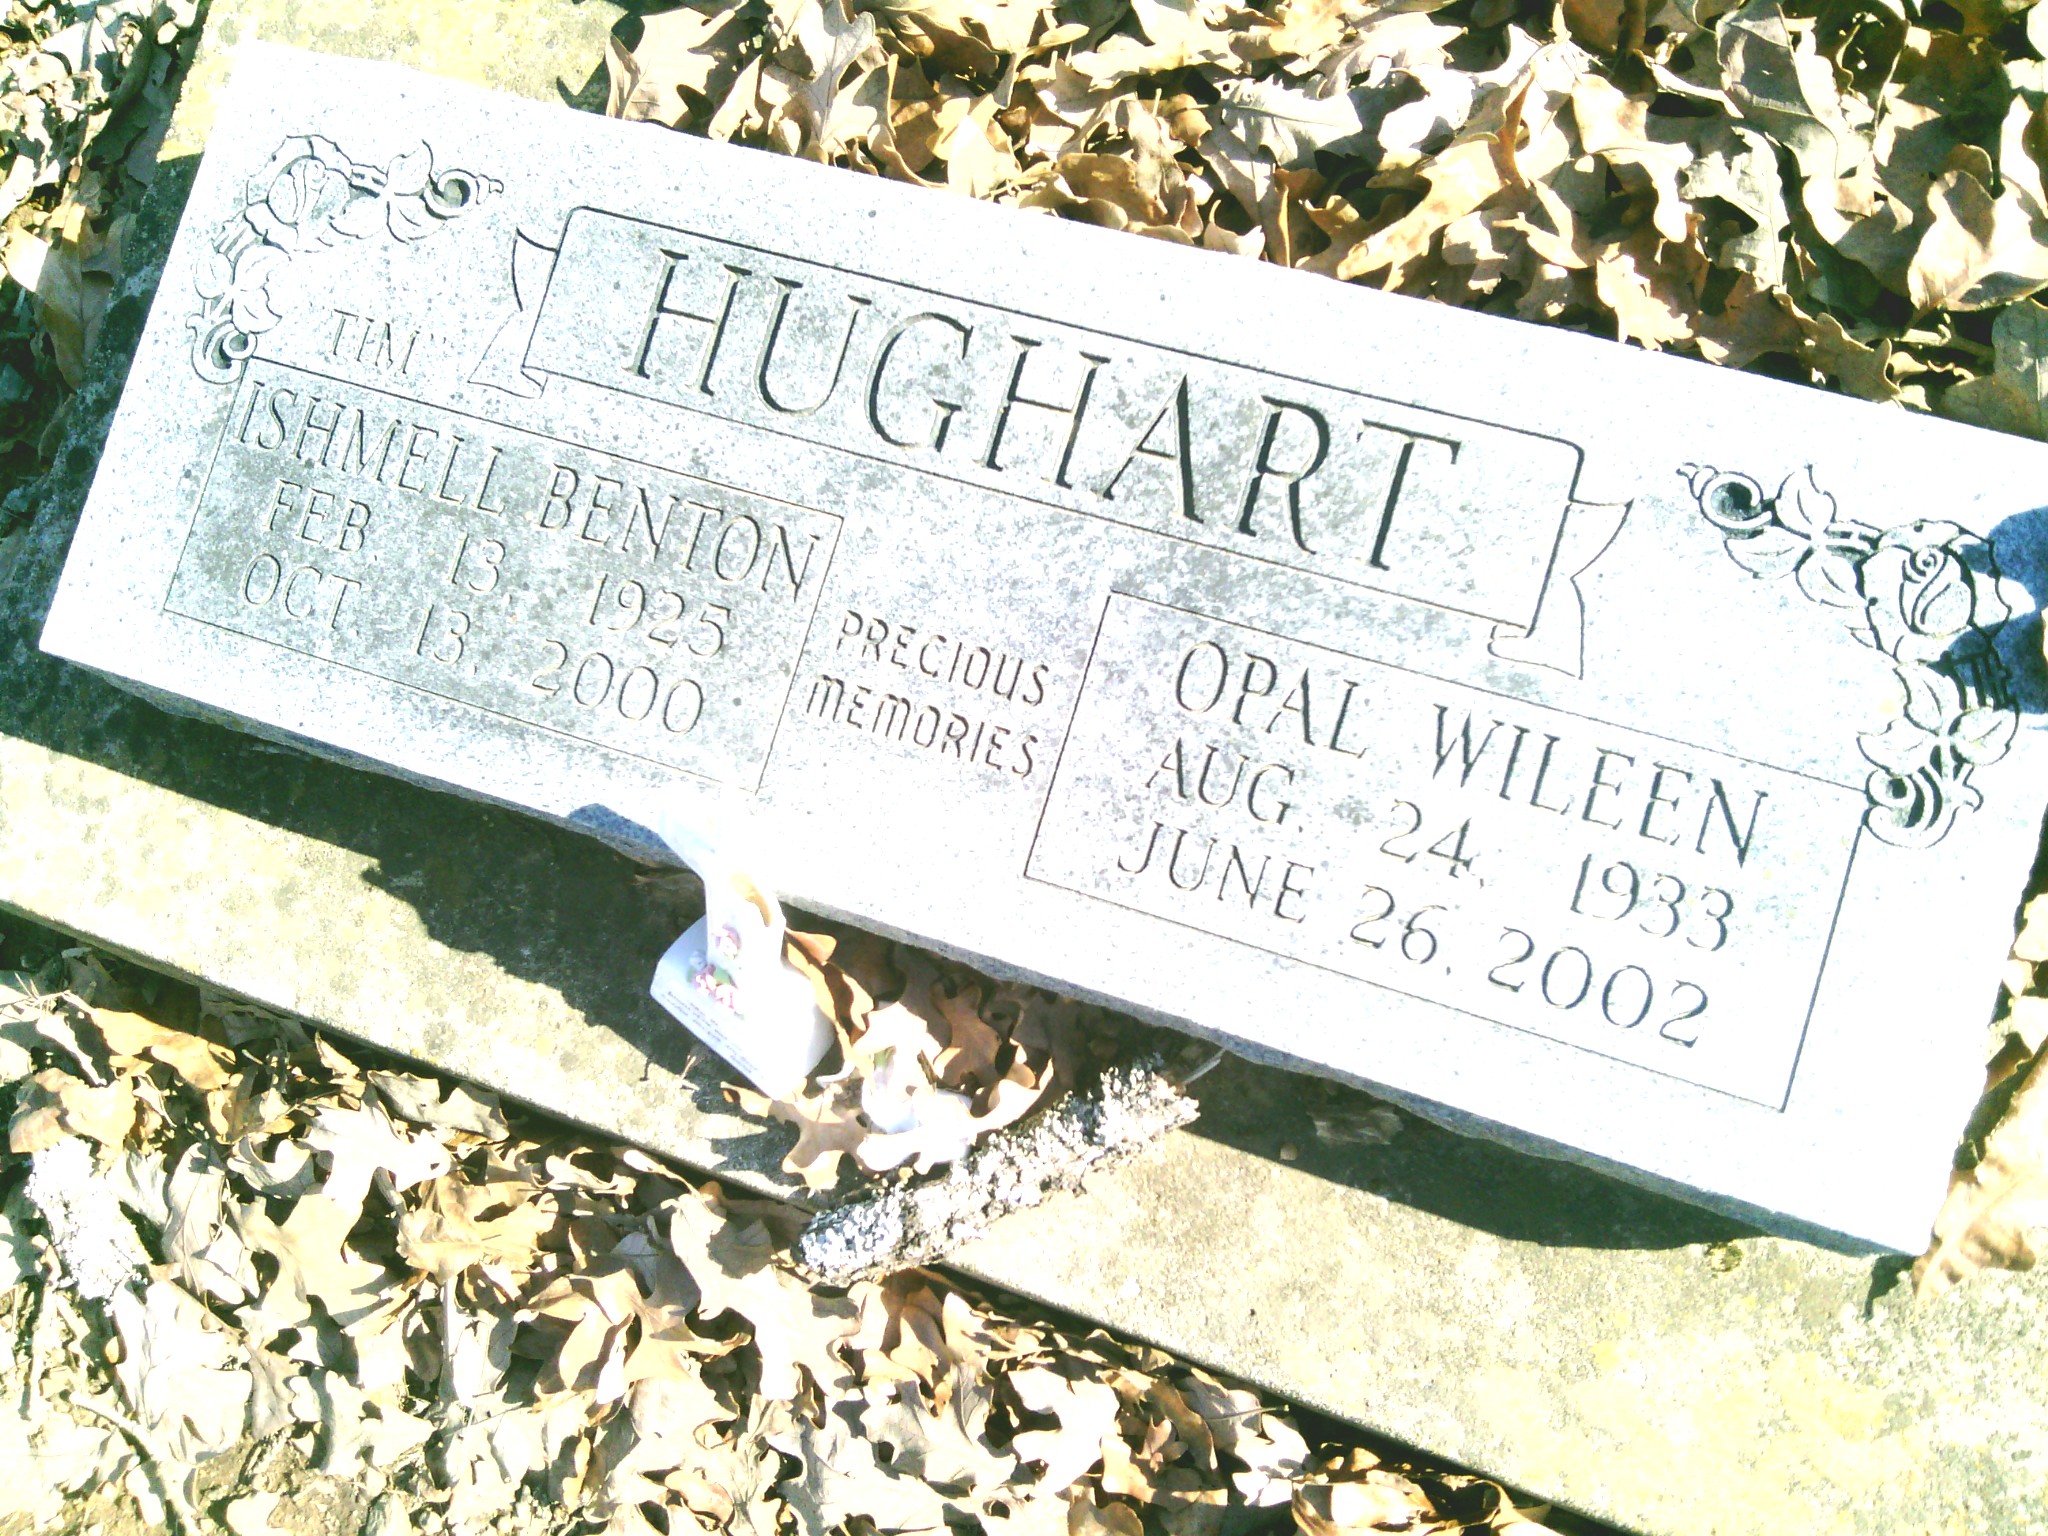 HUGHART
"TIM"
ISHMELL BENTON
FEB. 13, 1925
OCT. 13, 2000
PRECIOUS
MEMORIES
OPAL WILEEN
AUG. 24, 1933
JUNE 26, 2002